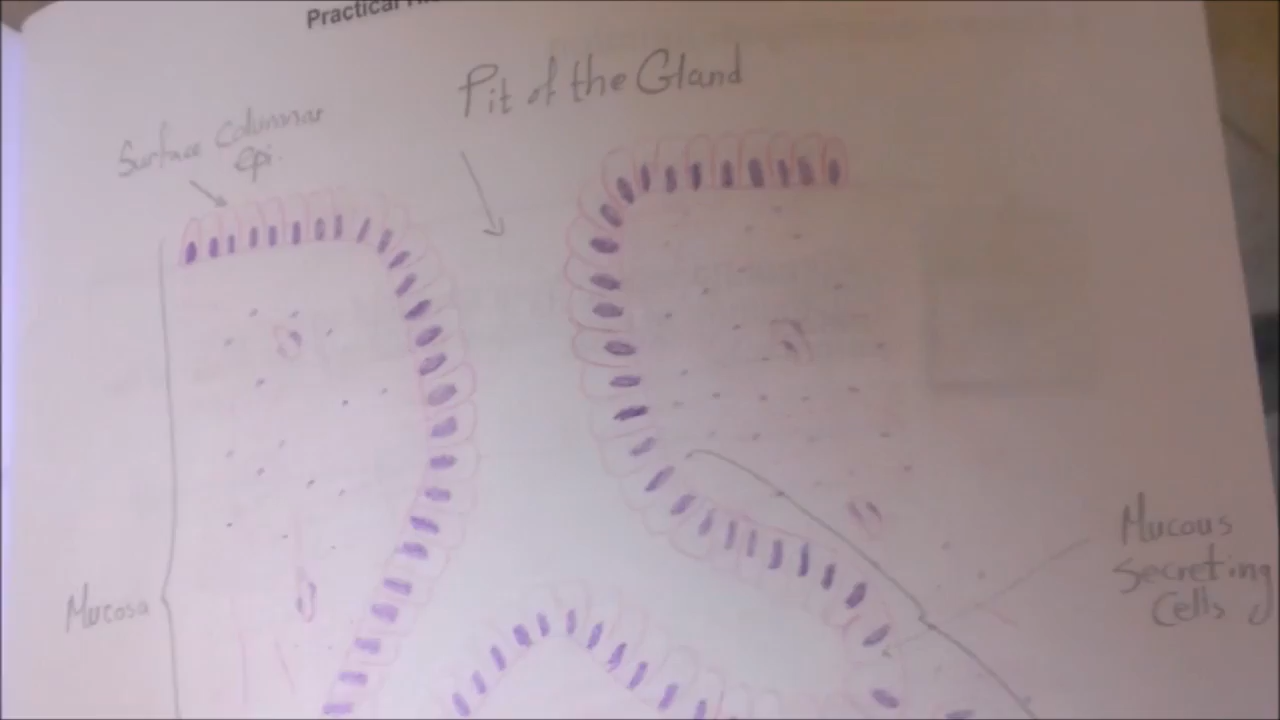 Practical
Pit of the Gland
Surface Columnar
epi.
Mucosa
Mucous
Secreting
Cells